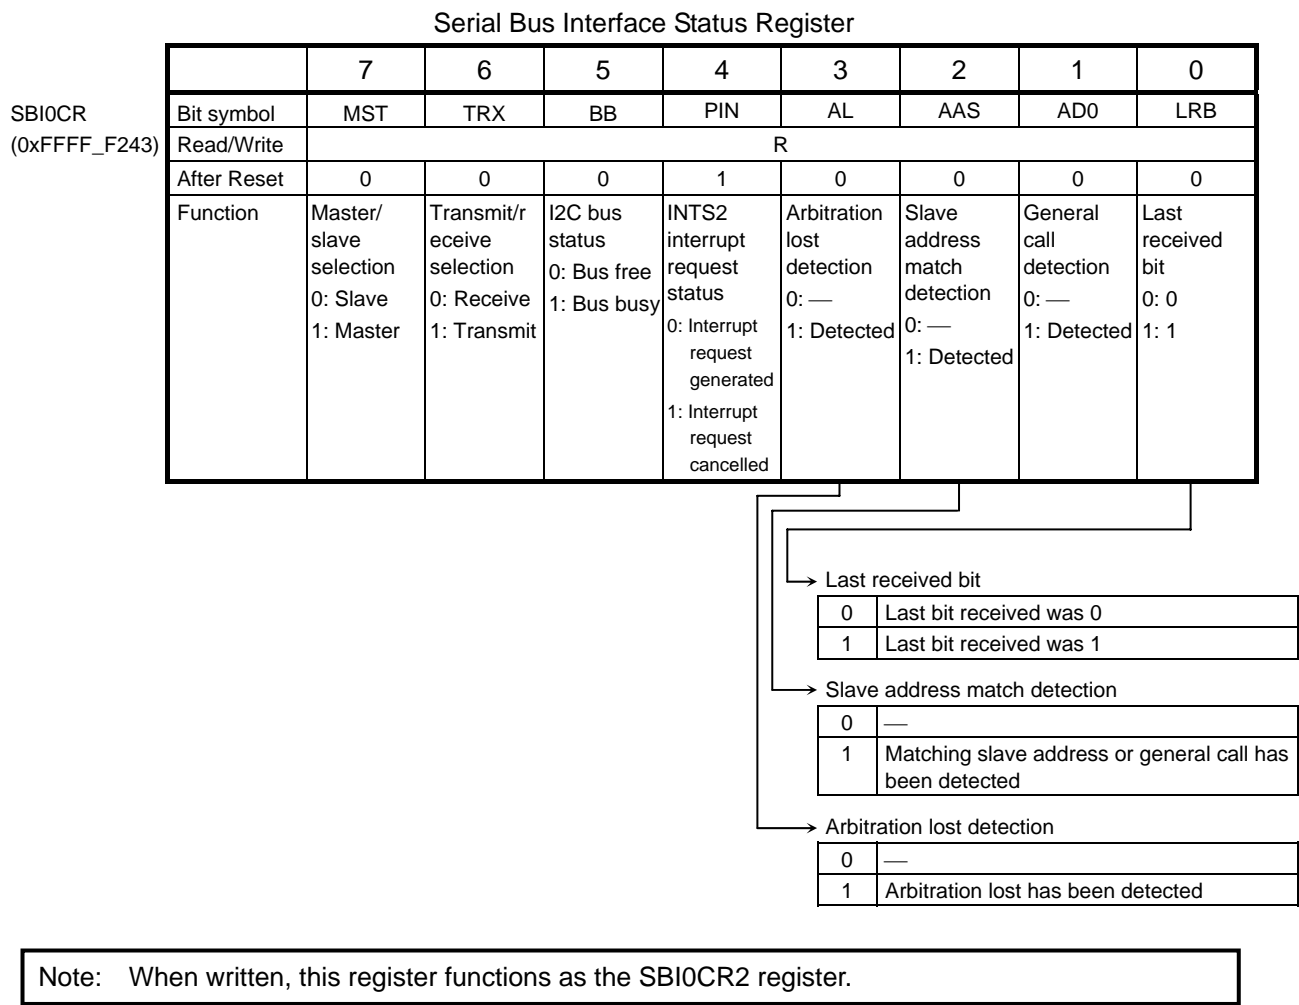 Serial Bus Interface Status Register
7 6 5 4 3 2 1 0
SBI0CR Bit symbol MST TRX BB PIN AL AAS AD0 LRB
(0xFFFF_F243) Read/Write R
After Reset 0 0 0 1 0 0 0 0
Function Master/ Transmit/r I2C bus INTS2 Arbitration Slave General Last
slave eceive status interrupt lost address call received
selection selection 0: Bus free request detection match detection bit
0: Slave 0: Receive 1: Bus busy status 0: — detection 0: — 0: 0
1: Master 1: Transmit 0: Interrupt 1: Detected 0: — 1: Detected 1: 1
request 1: Detected
generated
1: Interrupt
request
cancelled
Last received bit
0 Last bit received was 0
1 Last bit received was 1
Slave address match detection
0 —
1 Matching slave address or general call has
been detected
Arbitration lost detection
0 —
1 Arbitration lost has been detected
Note: When written, this register functions as the SBI0CR2 register.